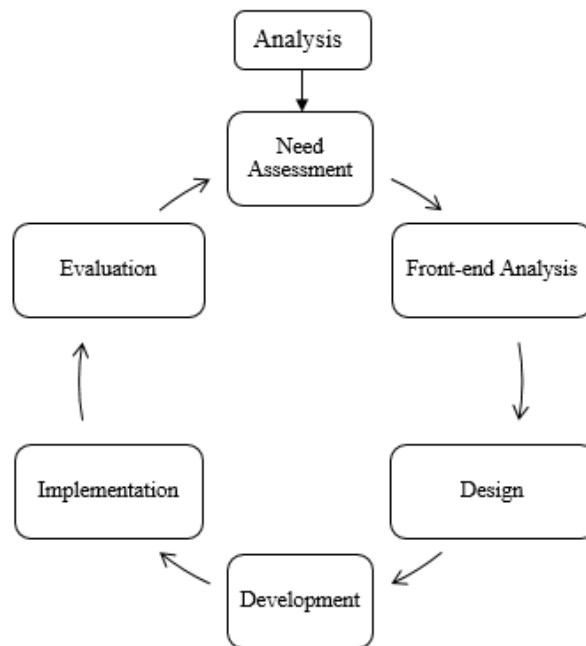 Analysis
Need
Assessment
Front-end Analysis
Design
Development
Implementation
Evaluation